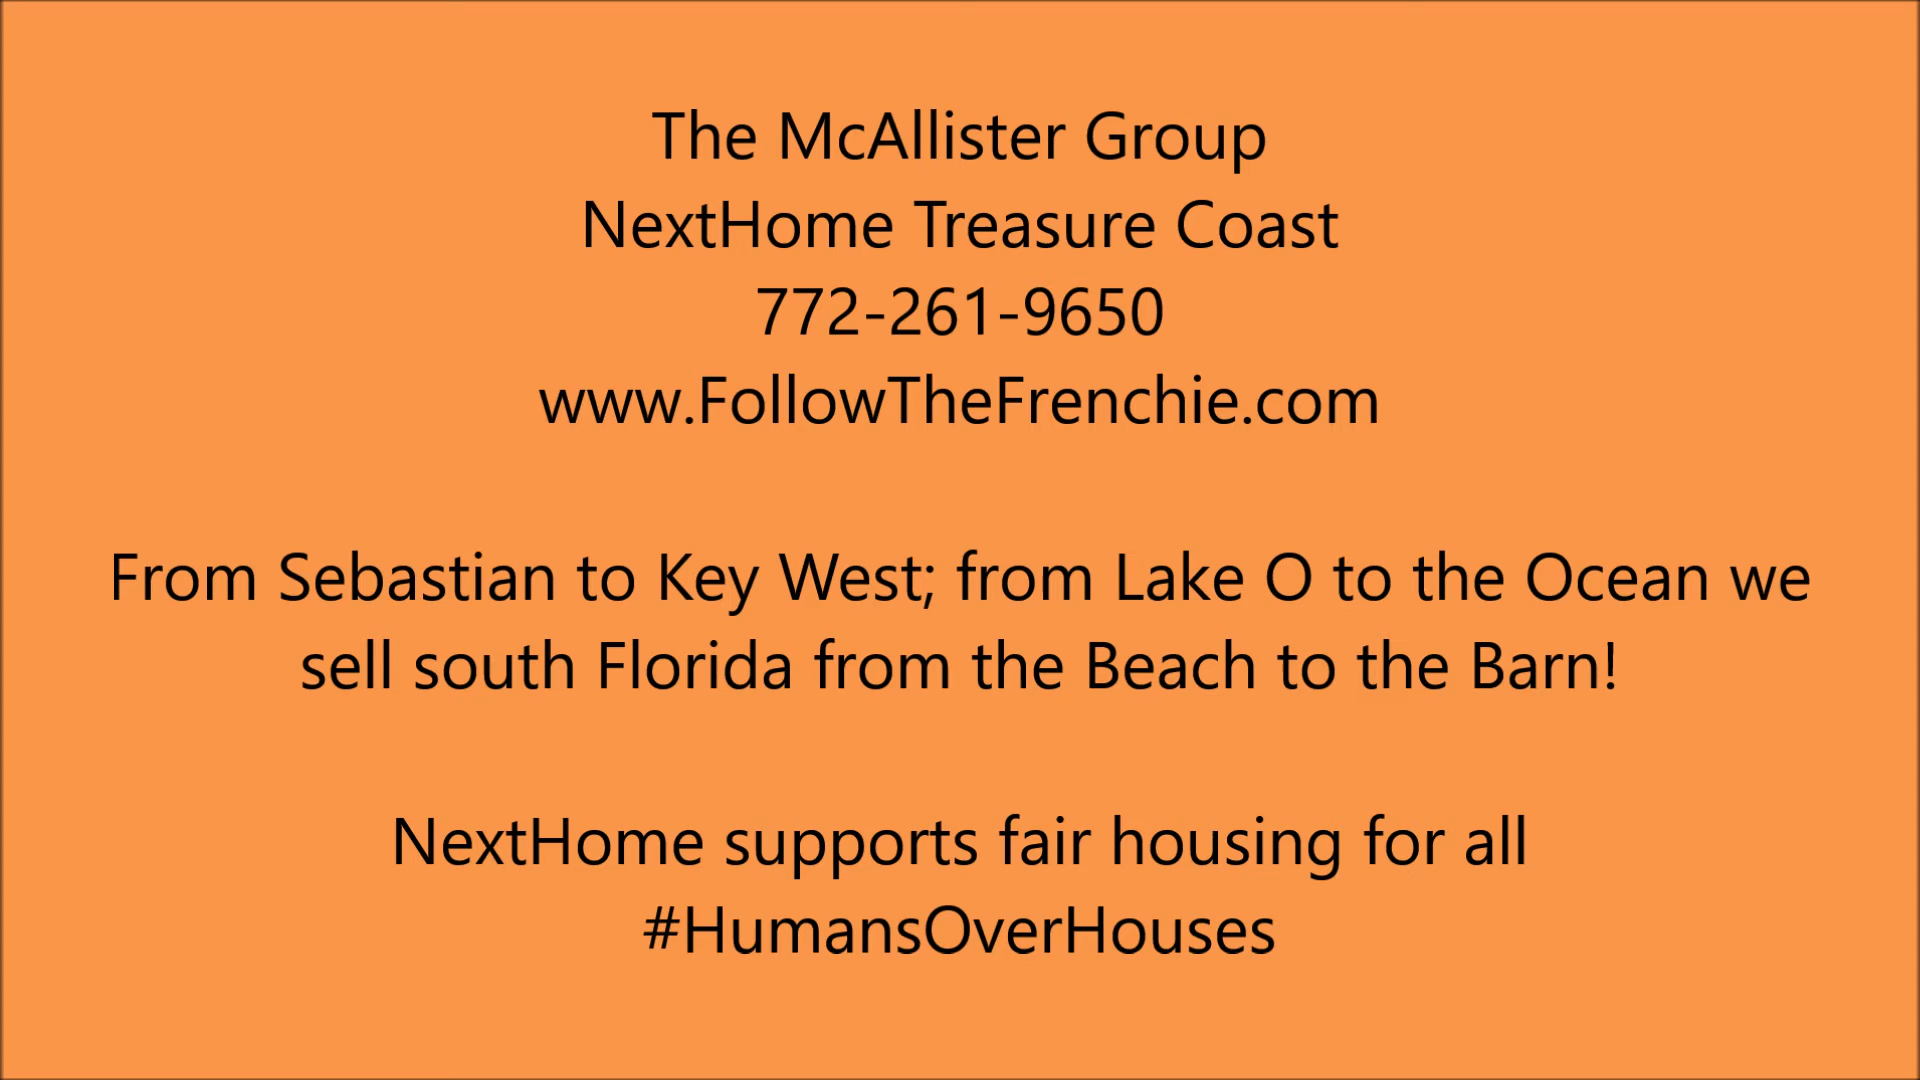 The McAllister Group
NextHome Treasure Coast
772-261-9650
www.FollowTheFrenchie.com
From Sebastian to Key West; from Lake O to the Ocean we
sell south Florida from the Beach to the Barn!
NextHome supports fair housing for all
#HumansOverHouses